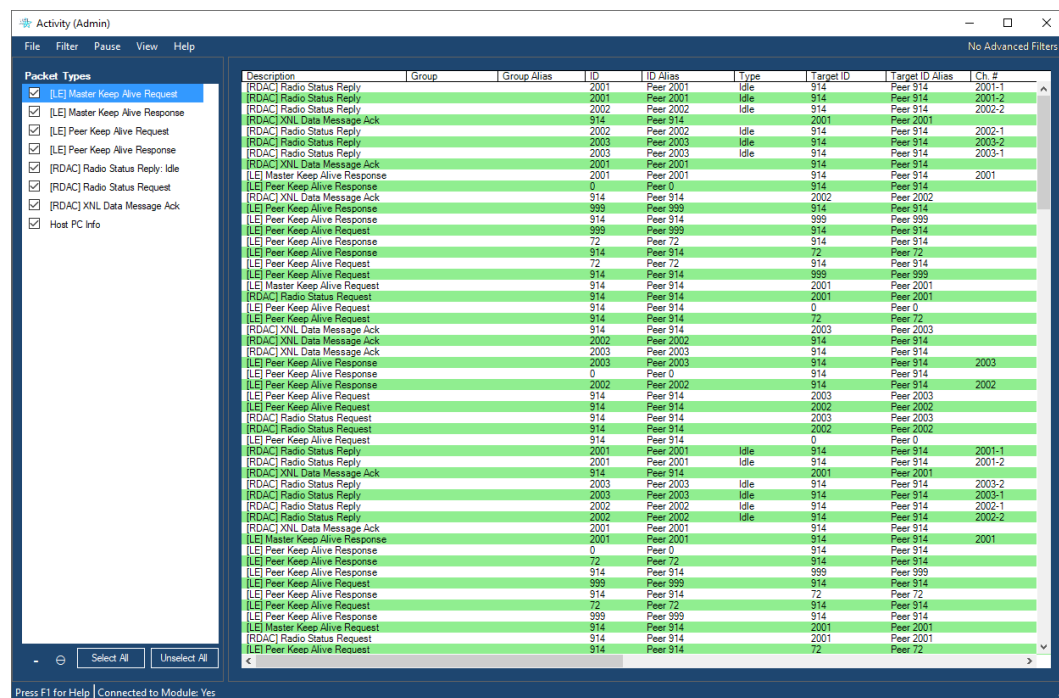 Activity (Admin)
File Filter Pause View Help No Advanced Filters
Packet Types
[LE] Master Keep Alive Request
[LE] Master Keep Alive Response
[LE] Peer Keep Alive Request
[LE] Peer Keep Alive Response
[RDAC] Radio Status Reply: Idle
[RDAC] Radio Status Request
[RDAC] XNL Data Message Ack
Host PC Info
Select All Unselect All
Description Group Group Alias ID ID Alias Type Target ID Target ID Alias Ch. #
[RDAC] Radio Status Reply 2001 Peer 2001 Idle 914 Peer 914 2001-1
[RDAC] Radio Status Reply 2001 Peer 2001 Idle 914 Peer 914 2001-2
[RDAC] Radio Status Reply 2002 Peer 2002 Idle 914 Peer 914 2002-2
[RDAC] XNL Data Message Ack 914 Peer 914 2001 Peer 2001
[RDAC] Radio Status Reply 2002 Peer 2002 Idle 914 Peer 914 2002-1
[RDAC] Radio Status Reply 2003 Peer 2003 Idle 914 Peer 914 2003-2
[RDAC] Radio Status Reply 2003 Peer 2003 Idle 914 Peer 914 2003-1
[RDAC] XNL Data Message Ack 2001 Peer 2001 914 Peer 914
[LE] Master Keep Alive Response 2001 Peer 2001 914 Peer 914 2001
[LE] Peer Keep Alive Response 0 Peer 0 914 Peer 914
[RDAC] XNL Data Message Ack 914 Peer 914 2002 Peer 2002
[LE] Peer Keep Alive Response 999 Peer 999 914 Peer 914
[LE] Peer Keep Alive Response 914 Peer 914 999 Peer 999
[LE] Peer Keep Alive Request 999 Peer 999 914 Peer 914
[LE] Peer Keep Alive Response 72 Peer 72 914 Peer 914
[LE] Peer Keep Alive Response 914 Peer 914 72 Peer 72
[LE] Peer Keep Alive Request 72 Peer 72 914 Peer 914
[LE] Peer Keep Alive Request 914 Peer 914 999 Peer 999
[LE] Master Keep Alive Request 914 Peer 914 2001 Peer 2001
[RDAC] Radio Status Request 914 Peer 914 2001 Peer 2001
[LE] Peer Keep Alive Request 914 Peer 914 0 Peer 0
[LE] Peer Keep Alive Request 914 Peer 914 72 Peer 72
[RDAC] XNL Data Message Ack 914 Peer 914 2003 Peer 2003
[RDAC] XNL Data Message Ack 2002 Peer 2002 914 Peer 914
[RDAC] XNL Data Message Ack 2003 Peer 2003 914 Peer 914
[LE] Peer Keep Alive Response 2003 Peer 2003 914 Peer 914 2003
[LE] Peer Keep Alive Response 0 Peer 0 914 Peer 914
[LE] Peer Keep Alive Response 2002 Peer 2002 914 Peer 914 2002
[LE] Peer Keep Alive Request 914 Peer 914 2003 Peer 2003
[LE] Peer Keep Alive Request 914 Peer 914 2002 Peer 2002
[RDAC] Radio Status Request 914 Peer 914 2003 Peer 2003
[RDAC] Radio Status Request 914 Peer 914 2002 Peer 2002
[LE] Peer Keep Alive Request 914 Peer 914 0 Peer 0
[RDAC] Radio Status Reply 2001 Peer 2001 Idle 914 Peer 914 2001-1
[RDAC] Radio Status Reply 2001 Peer 2001 Idle 914 Peer 914 2001-2
[RDAC] XNL Data Message Ack 914 Peer 914 2001 Peer 2001
[RDAC] Radio Status Reply 2003 Peer 2003 Idle 914 Peer 914 2003-2
[RDAC] Radio Status Reply 2003 Peer 2003 Idle 914 Peer 914 2003-1
[RDAC] Radio Status Reply 2002 Peer 2002 Idle 914 Peer 914 2002-1
[RDAC] Radio Status Reply 2002 Peer 2002 Idle 914 Peer 914 2002-2
[RDAC] XNL Data Message Ack 2001 Peer 2001 914 Peer 914
[LE] Master Keep Alive Response 2001 Peer 2001 914 Peer 914 2001
[LE] Peer Keep Alive Response 0 Peer 0 914 Peer 914
[LE] Peer Keep Alive Response 72 Peer 72 914 Peer 914
[LE] Peer Keep Alive Response 914 Peer 914 999 Peer 999
[LE] Peer Keep Alive Request 999 Peer 999 914 Peer 914
[LE] Peer Keep Alive Response 914 Peer 914 72 Peer 72
[LE] Peer Keep Alive Request 72 Peer 72 914 Peer 914
[LE] Peer Keep Alive Response 999 Peer 999 914 Peer 914
[LE] Master Keep Alive Request 914 Peer 914 2001 Peer 2001
[RDAC] Radio Status Request 914 Peer 914 2001 Peer 2001
[LE] Peer Keep Alive Request 914 Peer 914 72 Peer 72
Press F1 for Help Connected to Module: Yes